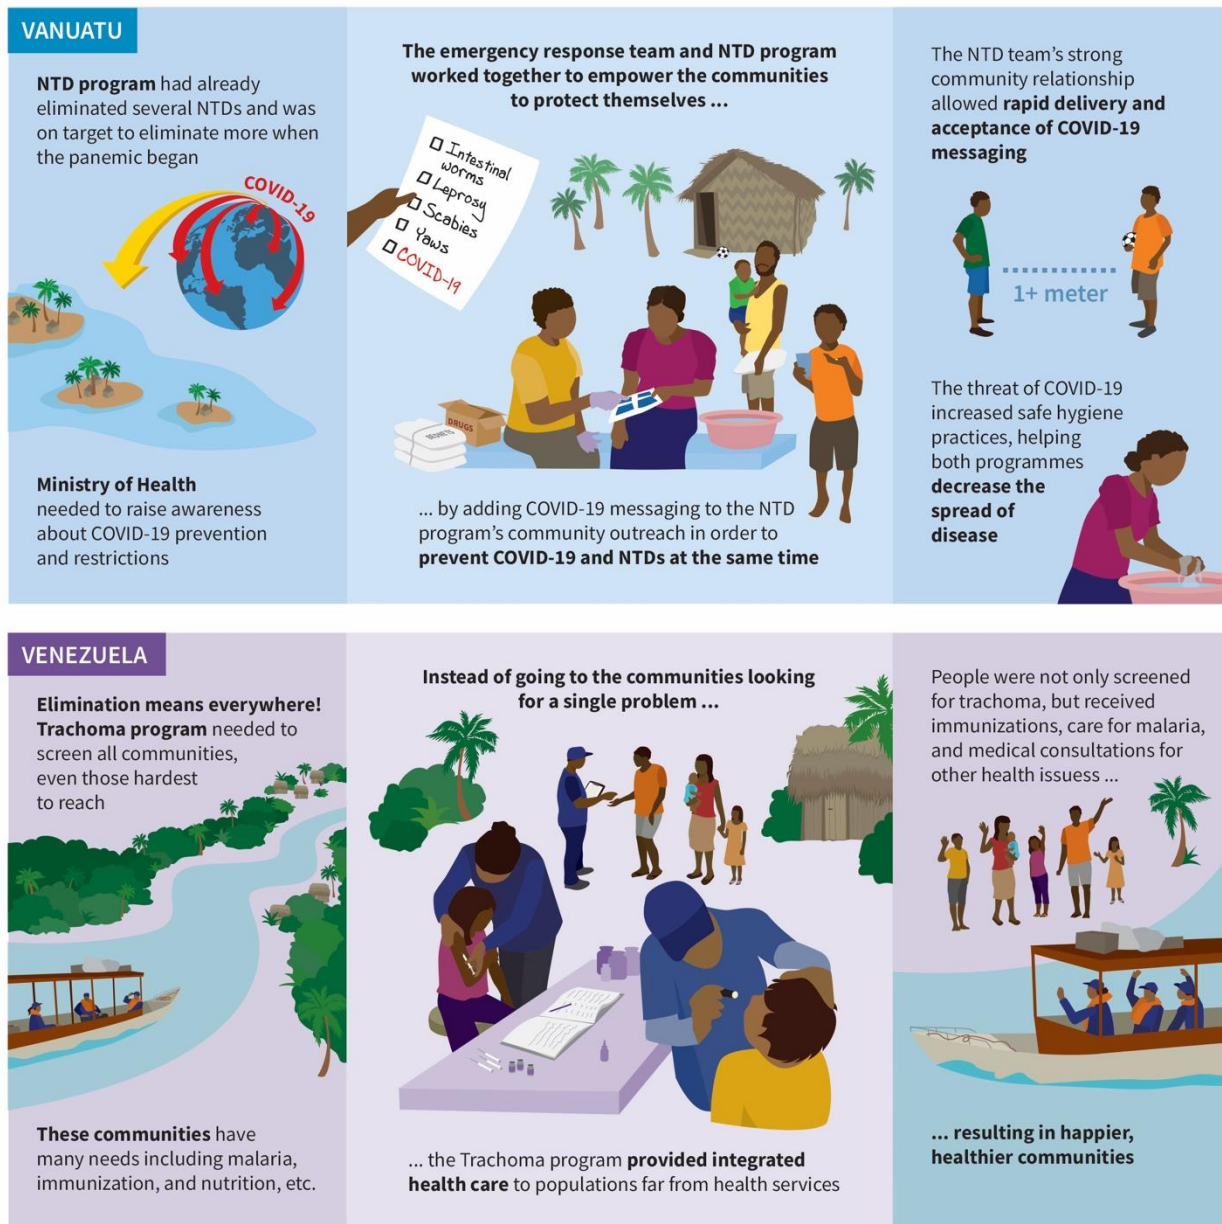 VANUATU
NTD program had already
eliminated several NTDs and was
on target to eliminate more when
the panemic began
COVID-19
Ministry of Health
needed to raise awareness
about COVID-19 prevention
and restrictions
The emergency response team and NTD program
worked together to empower the communities
to protect themselves ...
Intestinal
worms
Leprosy
Scabies
Yaws
COVID-19
DRUGS
BEDNETS
... by adding COVID-19 messaging to the NTD
program's community outreach in order to
prevent COVID-19 and NTDs at the same time
The NTD team's strong
community relationship
allowed rapid delivery and
acceptance of COVID-19
messaging
1+ meter
The threat of COVID-19
increased safe hygiene
practices, helping
both programmes
decrease the
spread of
disease
VENEZUELA
Elimination means everywhere!
Trachoma program needed to
screen all communities,
even those hardest
to reach
These communities have
many needs including malaria,
immunization, and nutrition, etc.
Instead of going to the communities looking
for a single problem ...
... the Trachoma program provided integrated
health care to populations far from health services
People were not only screened
for trachoma, but received
immunizations, care for malaria,
and medical consultations for
other health issuess ...
... resulting in happier,
healthier communities